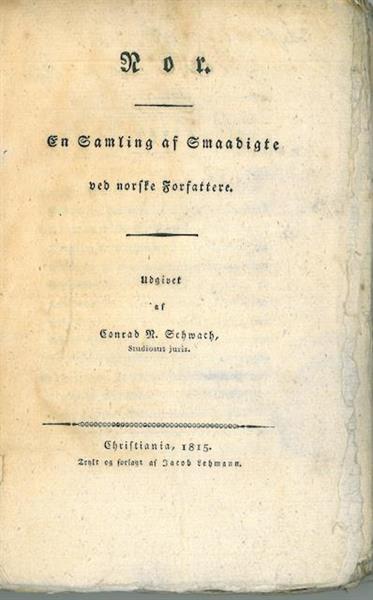 Nor.
En Samling af Smaadigte
ved norske Forfattere.
Udgivet
af
Conrad N. Schwach,
Studiosus juris.
Christiania, 1815.
Trykt og forlagt af Jacob Lehmann.